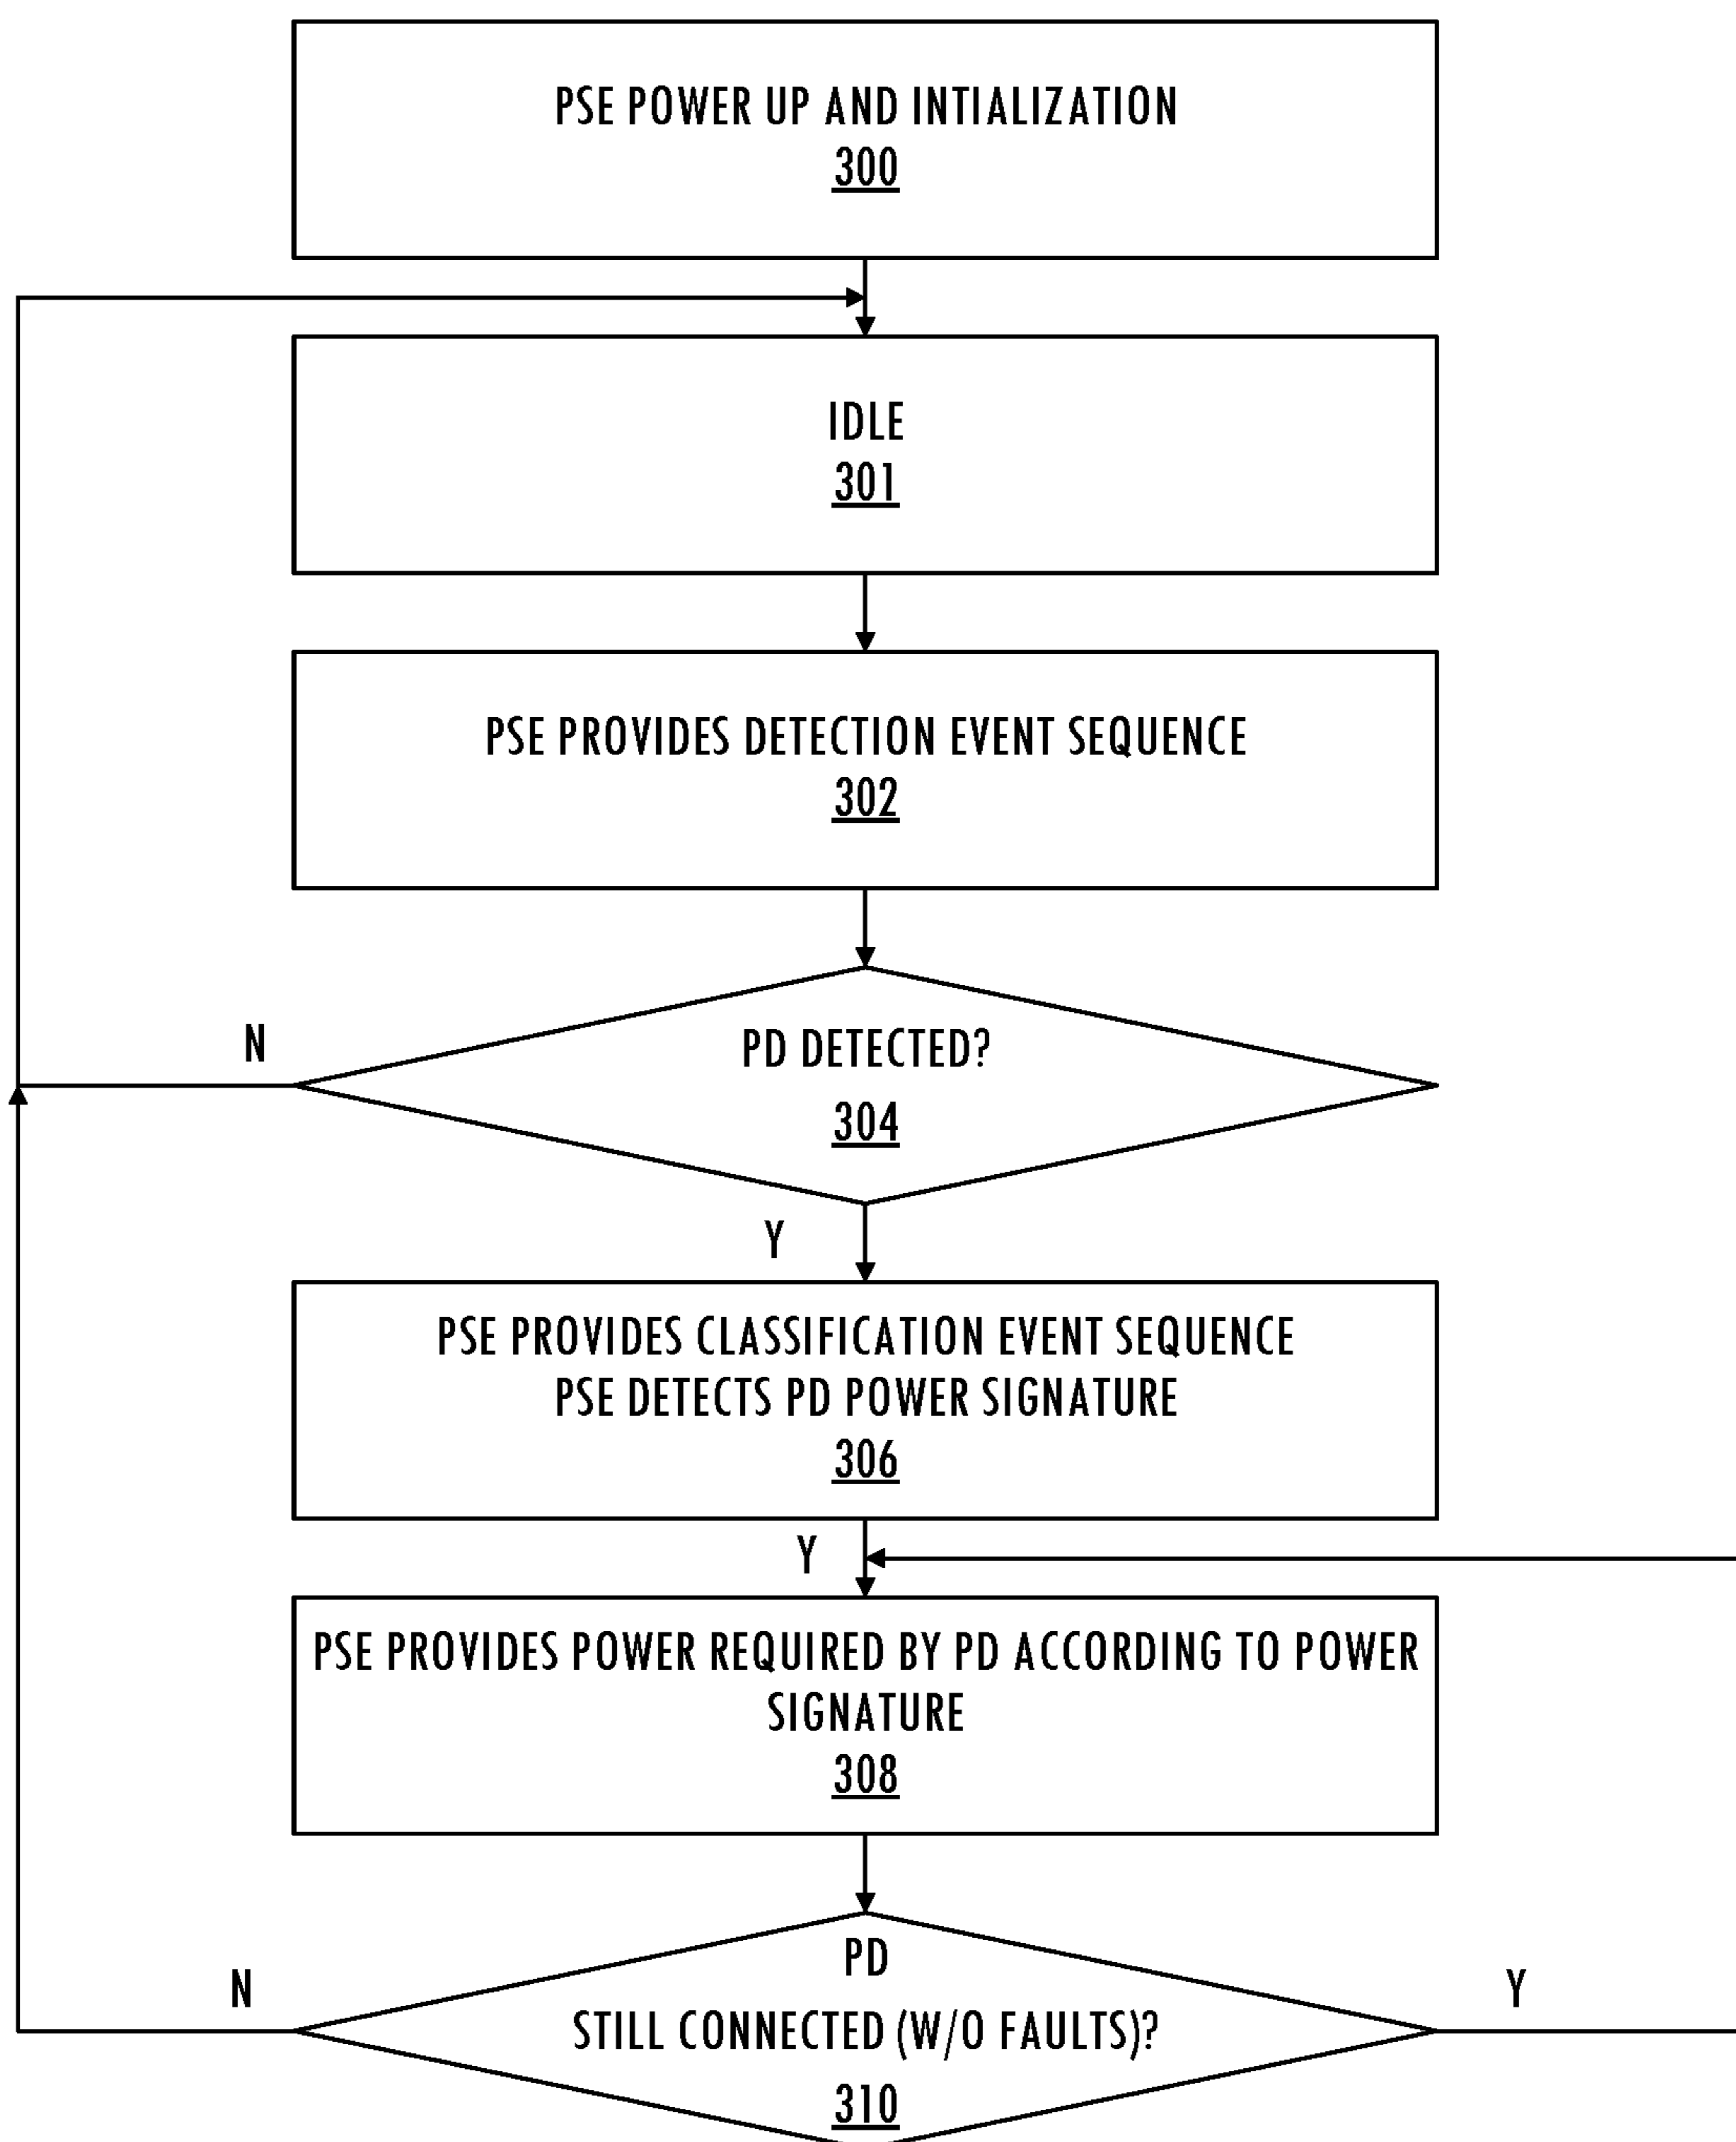 PSE POWER UP AND INTIALIZATION
300
IDLE
301
PSE PROVIDES DETECTION EVENT SEQUENCE
302
N
PD DETECTED?
304
Y
PSE PROVIDES CLASSIFICATION EVENT SEQUENCE
PSE DETECTS PD POWER SIGNATURE
306
Y
PSE PROVIDES POWER REQUIRED BY PD ACCORDING TO POWER
SIGNATURE
308
PD
N
Y
STILL CONNECTED (W/O FAULTS)?
310